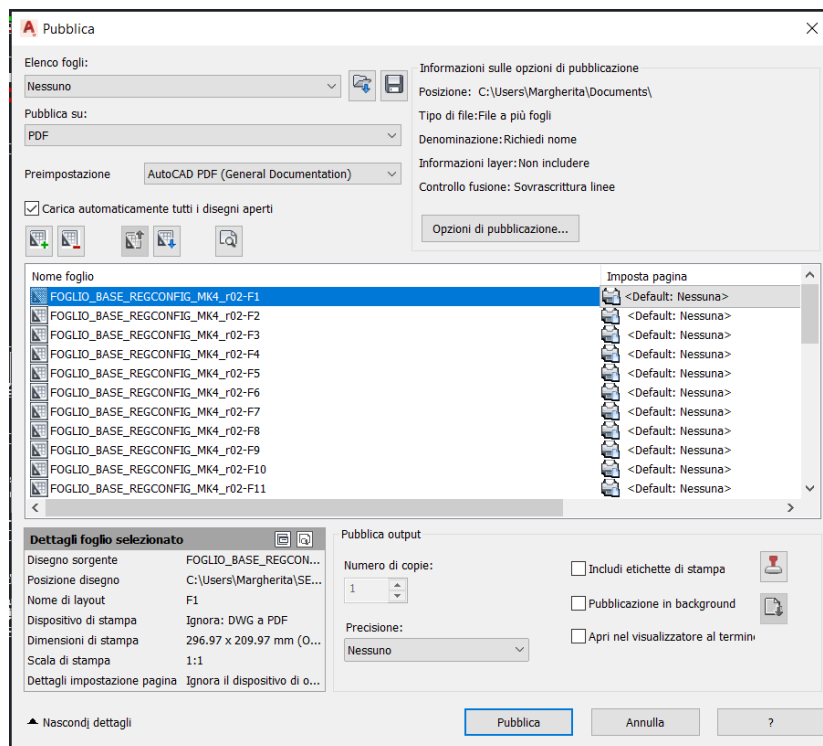 Pubblica
Elenco fogli:
Nessuno
Pubblica su:
PDF
Preimpostazione AutoCAD PDF (General Documentation)
Carica automaticamente tutti i disegni aperti
Informazioni sulle opzioni di pubblicazione
Posizione: C:\Users\Margherita\Documents\
Tipo di file:File a più fogli
Denominazione:Richiedi nome
Informazioni layer:Non includere
Controllo fusione: Sovrascrittura linee
Opzioni di pubblicazione...
Nome foglio Imposta pagina
FOGLIO_BASE_REGCONFIG_MK4_r02-F1 <Default: Nessuna>
FOGLIO_BASE_REGCONFIG_MK4_r02-F2 <Default: Nessuna>
FOGLIO_BASE_REGCONFIG_MK4_r02-F3 <Default: Nessuna>
FOGLIO_BASE_REGCONFIG_MK4_r02-F4 <Default: Nessuna>
FOGLIO_BASE_REGCONFIG_MK4_r02-F5 <Default: Nessuna>
FOGLIO_BASE_REGCONFIG_MK4_r02-F6 <Default: Nessuna>
FOGLIO_BASE_REGCONFIG_MK4_r02-F7 <Default: Nessuna>
FOGLIO_BASE_REGCONFIG_MK4_r02-F8 <Default: Nessuna>
FOGLIO_BASE_REGCONFIG_MK4_r02-F9 <Default: Nessuna>
FOGLIO_BASE_REGCONFIG_MK4_r02-F10 <Default: Nessuna>
FOGLIO_BASE_REGCONFIG_MK4_r02-F11 <Default: Nessuna>
Dettagli foglio selezionato
Disegno sorgente FOGLIO_BASE_REGCON...
Posizione disegno C:\Users\Margherita\SE...
Nome di layout F1
Dispositivo di stampa Ignora: DWG a PDF
Dimensioni di stampa 296.97 x 209.97 mm (O...
Scala di stampa 1:1
Dettagli impostazione pagina Ignora il dispositivo di o...
Pubblica output
Numero di copie:
1
Precisione:
Nessuno
Includi etichette di stampa
Pubblicazione in background
Apri nel visualizzatore al termine
Nascondi dettagli
Pubblica Annulla ?